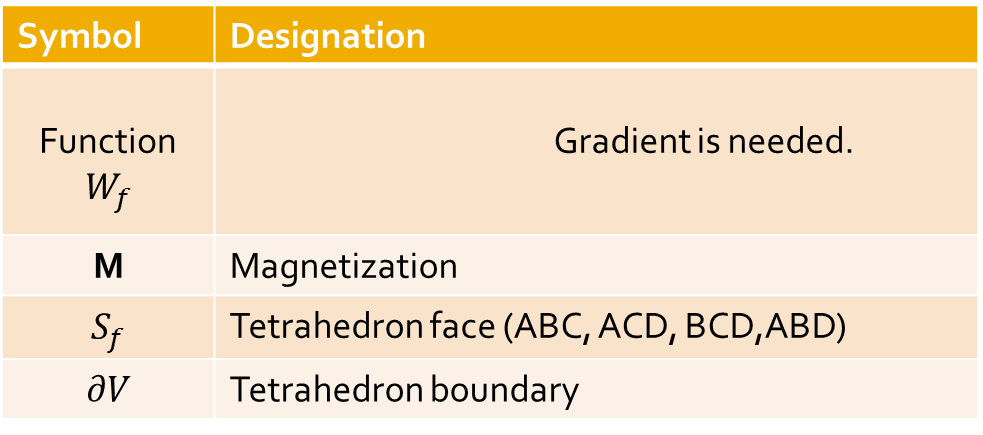 Symbol Designation
Function
W_f
Gradient is needed.
M Magnetization
S_f Tetrahedron face (ABC, ACD, BCD,ABD)
∂V Tetrahedron boundary